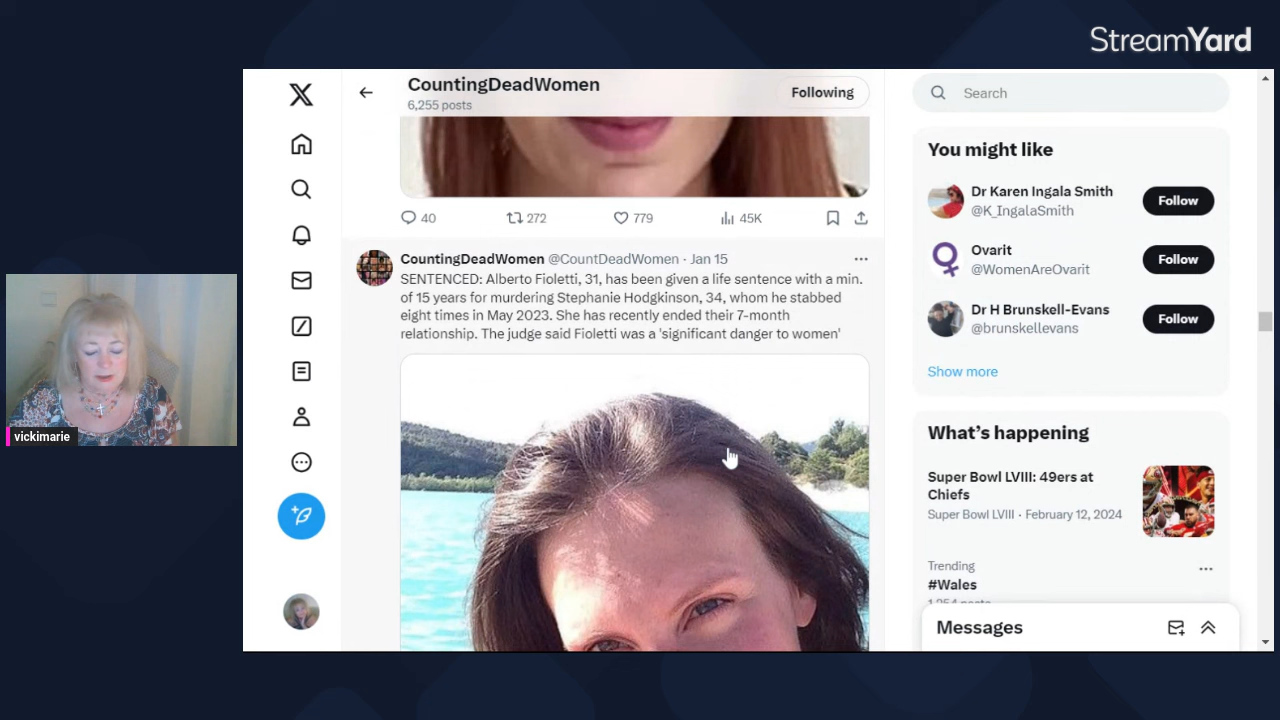 StreamYard
CountingDeadWomen
6,255 posts
Following
Search
You might like
Dr Karen Ingala Smith
@K_IngalaSmith
Follow
Ovarit
@WomenAreOvarit
Follow
Dr H Brunskell-Evans
@brunskellevans
Follow
Show more
40
272
779
45K
CountingDeadWomen @CountDeadWomen · Jan 15
SENTENCED: Alberto Fioletti, 31, has been given a life sentence with a min.
of 15 years for murdering Stephanie Hodgkinson, 34, whom he stabbed
eight times in May 2023. She has recently ended their 7-month
relationship. The judge said Fioletti was a 'significant danger to women'
What's happening
Super Bowl LVIII: 49ers at
Chiefs
Super Bowl LVIII · February 12, 2024
Trending
#Wales
Messages
vickimarie